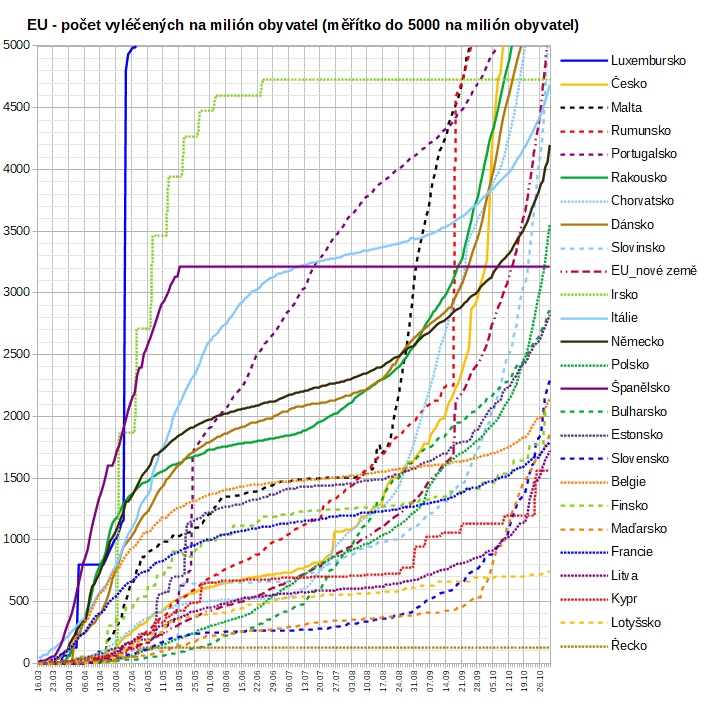 EU - počet vyléčených na milión obyvatel (měřítko do 5000 na milión obyvatel)
5000
4500
4000
3500
3000
2500
2000
1500
1000
500
0
16.03
23.03
30.03
06.04
13.04
20.04
27.04
04.05
11.05
18.05
25.05
01.06
08.06
15.06
22.06
29.06
06.07
13.07
20.07
27.07
03.08
10.08
17.08
24.08
31.08
07.09
14.09
21.09
28.09
05.10
12.10
19.10
26.10
Luxembursko
Česko
Malta
Rumunsko
Portugalsko
Rakousko
Chorvatsko
Dánsko
Slovinsko
EU_nové země
Irsko
Itálie
Německo
Polsko
Španělsko
Bulharsko
Estonsko
Slovensko
Belgie
Finsko
Maďarsko
Francie
Litva
Kypr
Lotyšsko
Řecko